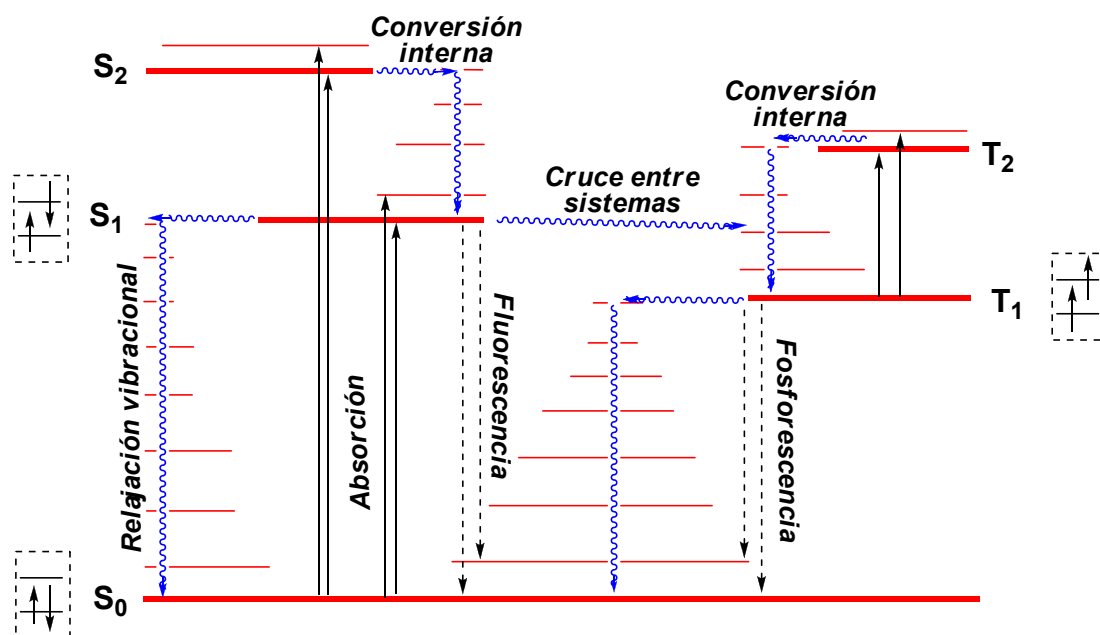 Conversión
interna
S2
Conversión
interna
T2
Cruce entre
sistemas
S1
T1
Relajación vibracional
Absorción
Fluorescencia
Fosforescencia
S0